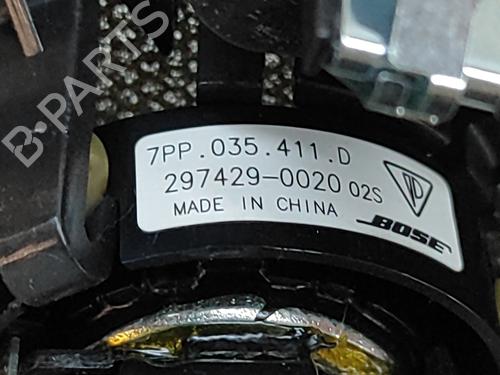 B-PARTS
7PP.035.411.D
297429-0020 02S
MADE IN CHINA
BOSE